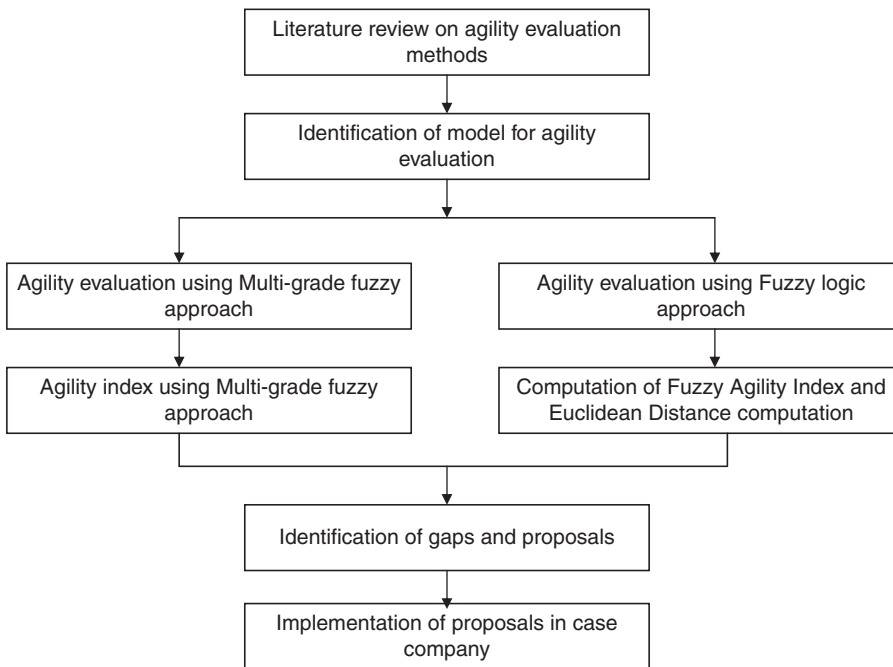 Literature review on agility evaluation
methods
Identification of model for agility
evaluation
Agility evaluation using Multi-grade fuzzy
approach
Agility evaluation using Fuzzy logic
approach
Agility index using Multi-grade fuzzy
approach
Computation of Fuzzy Agility Index and
Euclidean Distance computation
Identification of gaps and proposals
Implementation of proposals in case
company